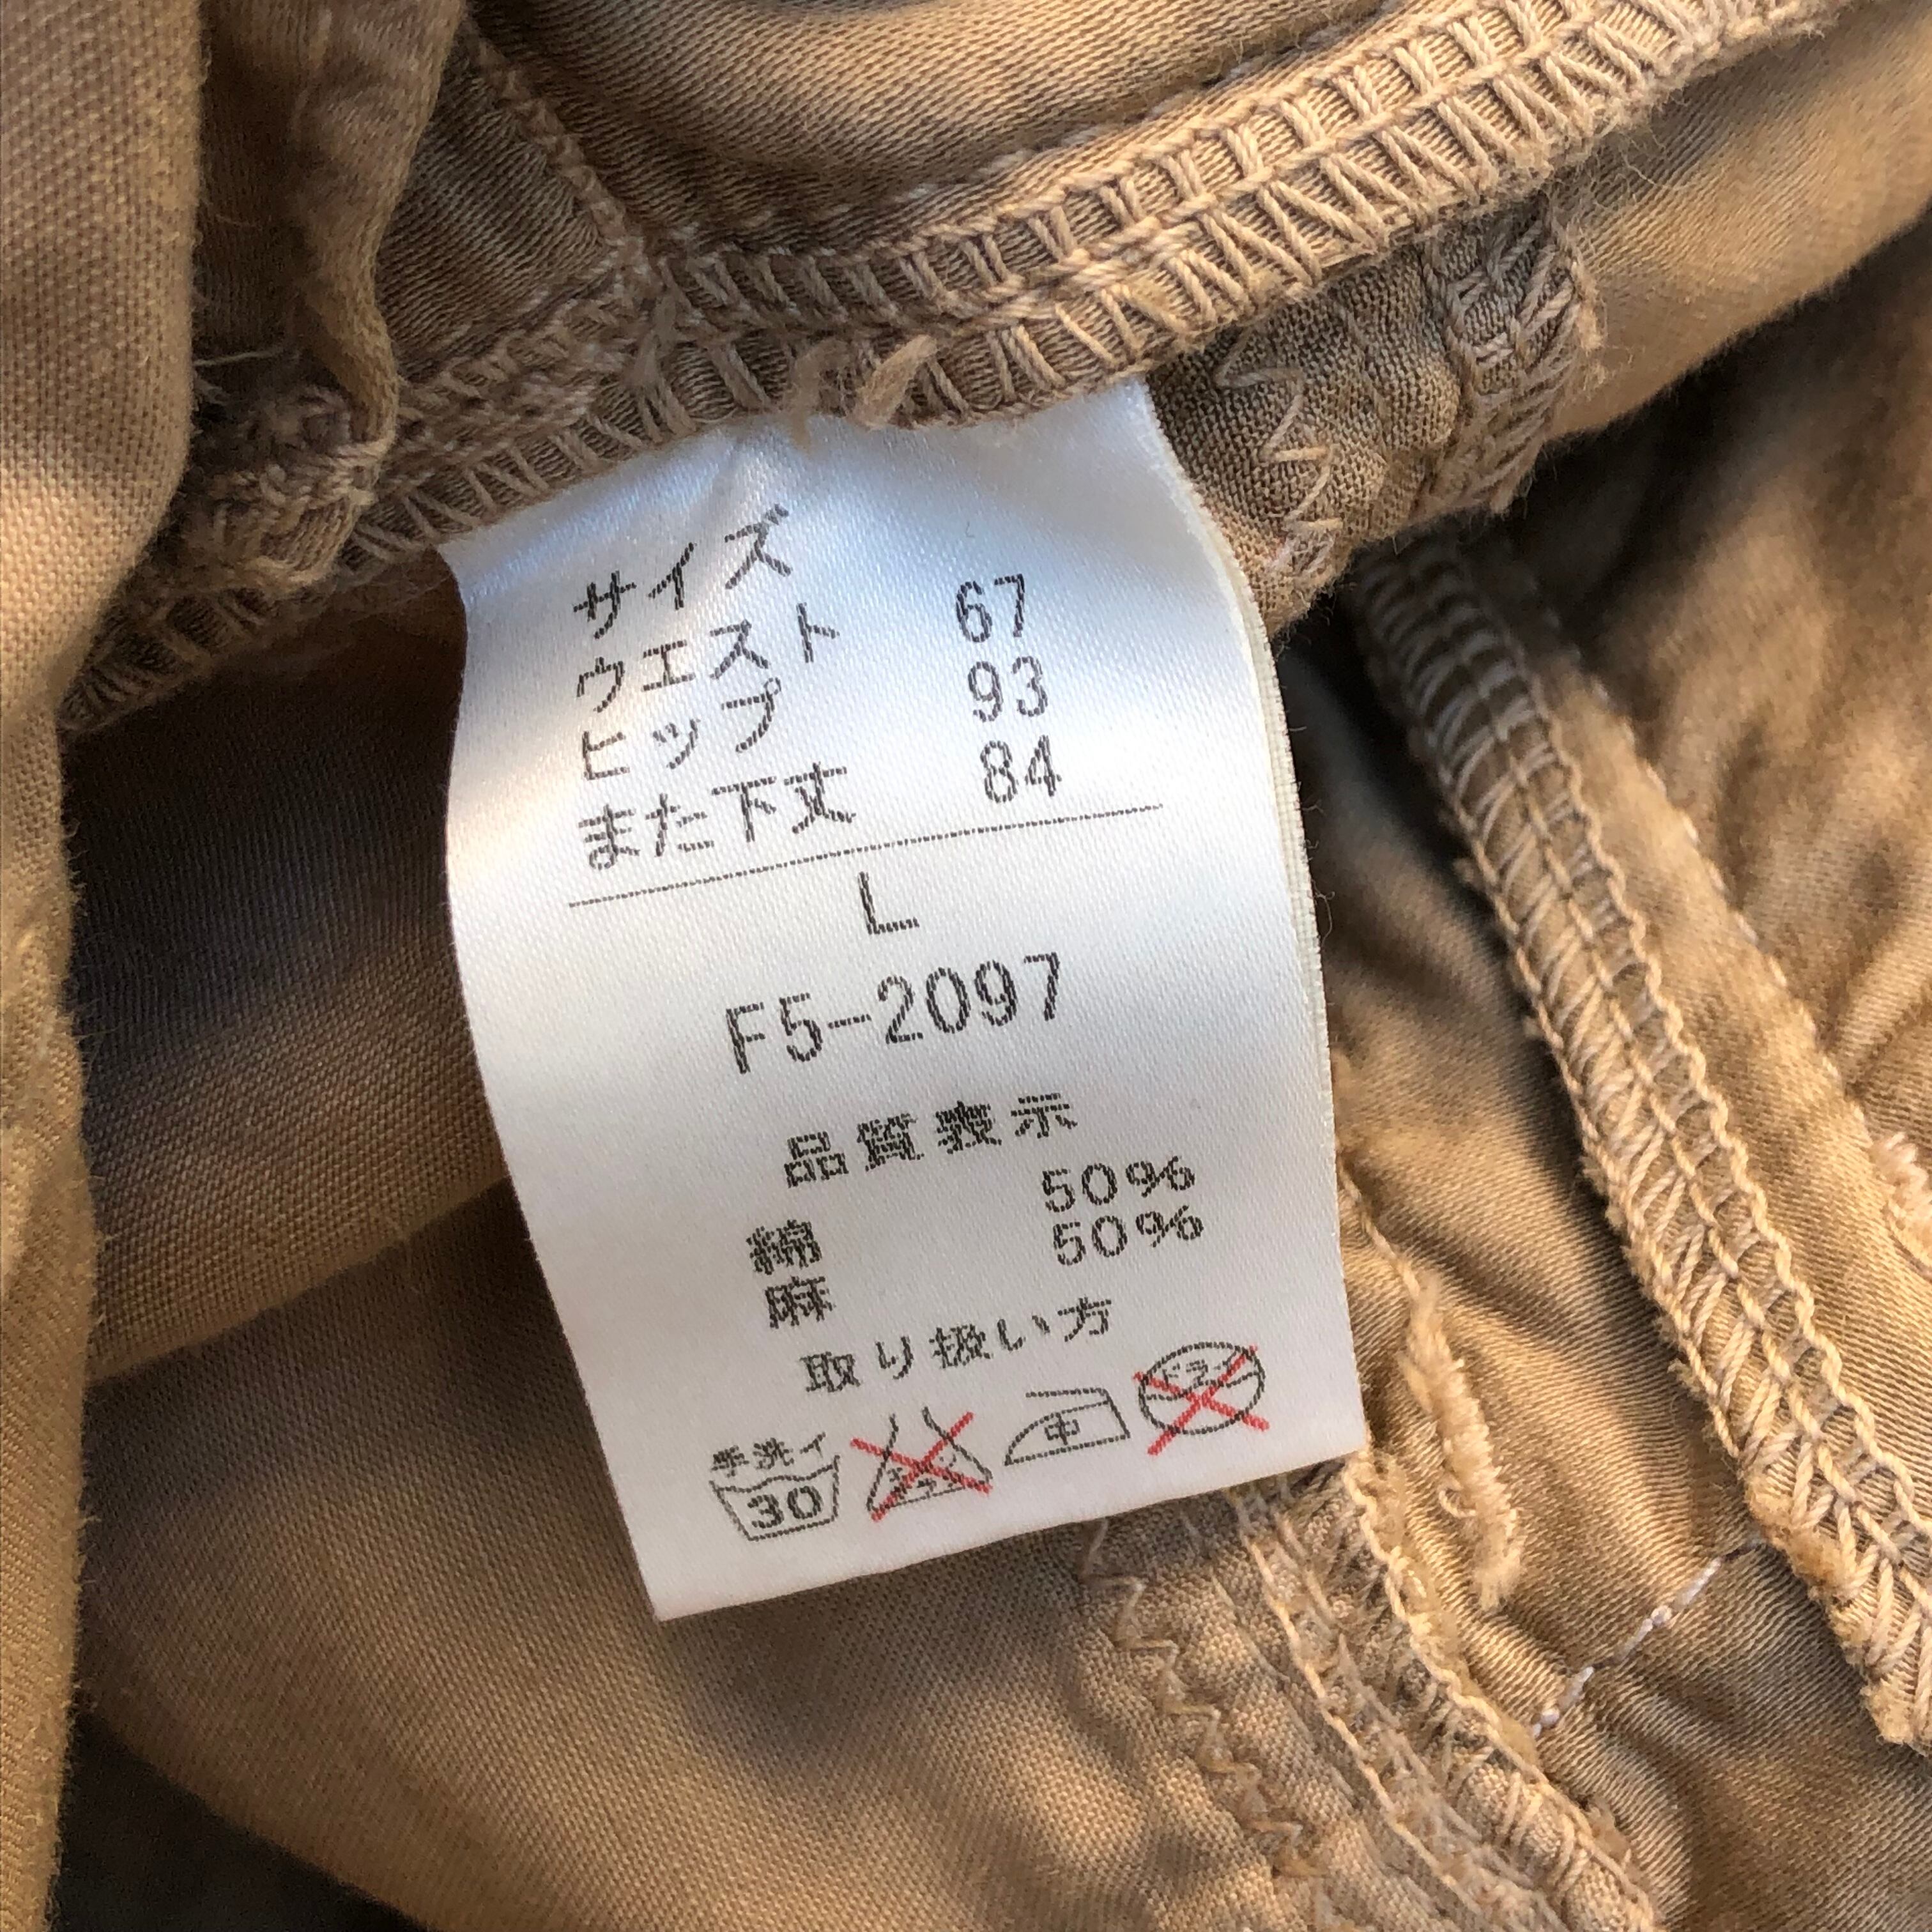 サイズ
ウエスト 67
ヒップ 93
また下丈 84
L
F5-2097
品質表示
綿 50%
麻 50%
取り扱い方
手洗イ
30
中